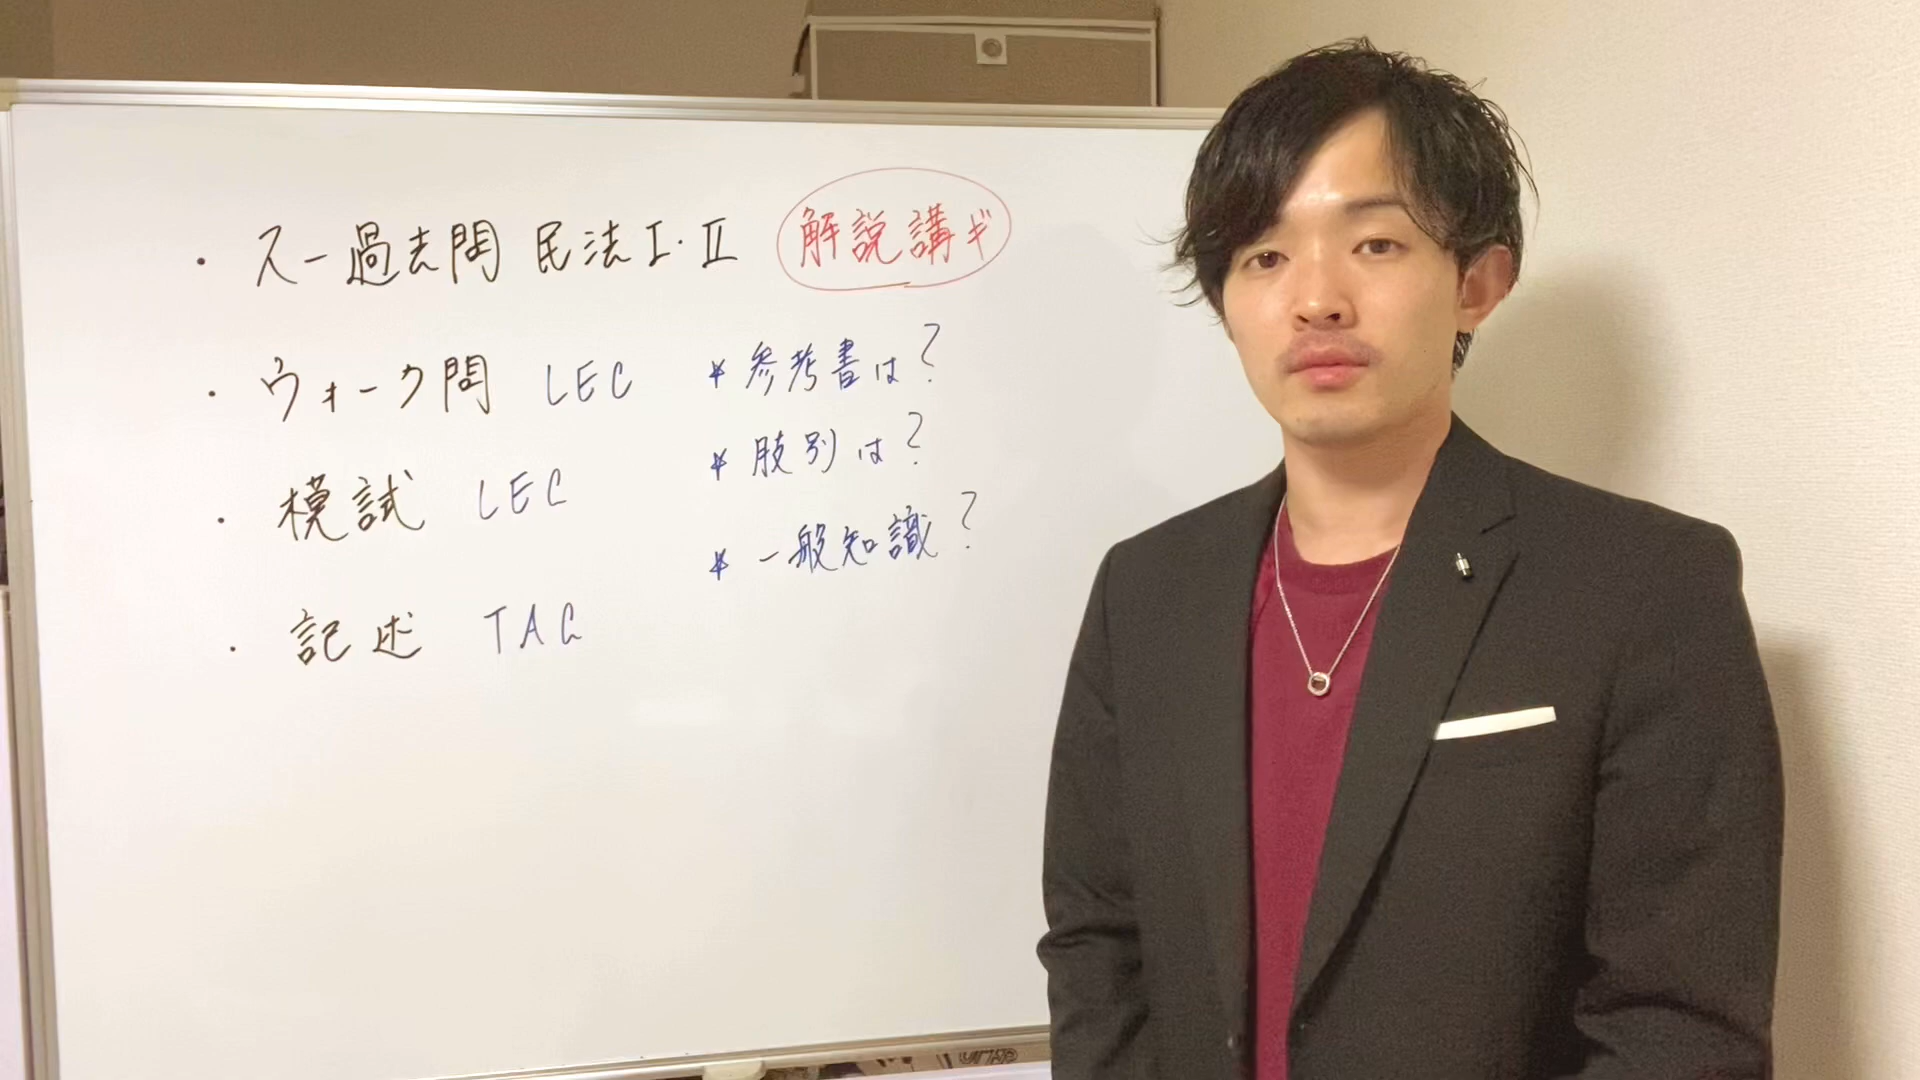 ・スー過去問 民法Ⅰ・Ⅱ 解説講ギ
・ウォーク問 LEC
・模試 LEC
・記述 TAC
*参考書は?
*肢別は?
*一般知識?